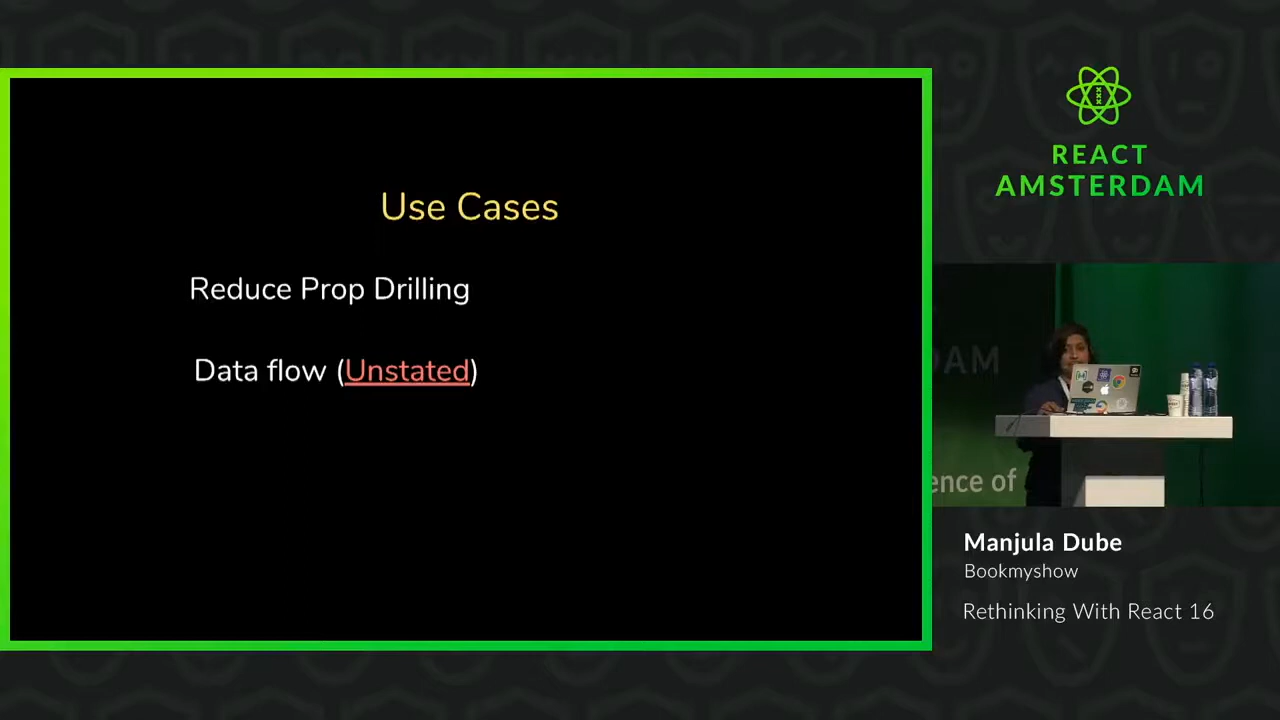 Use Cases
Reduce Prop Drilling
Data flow (Unstated)
REACT
AMSTERDAM
DAM
ence of
Manjula Dube
Bookmyshow
Rethinking With React 16